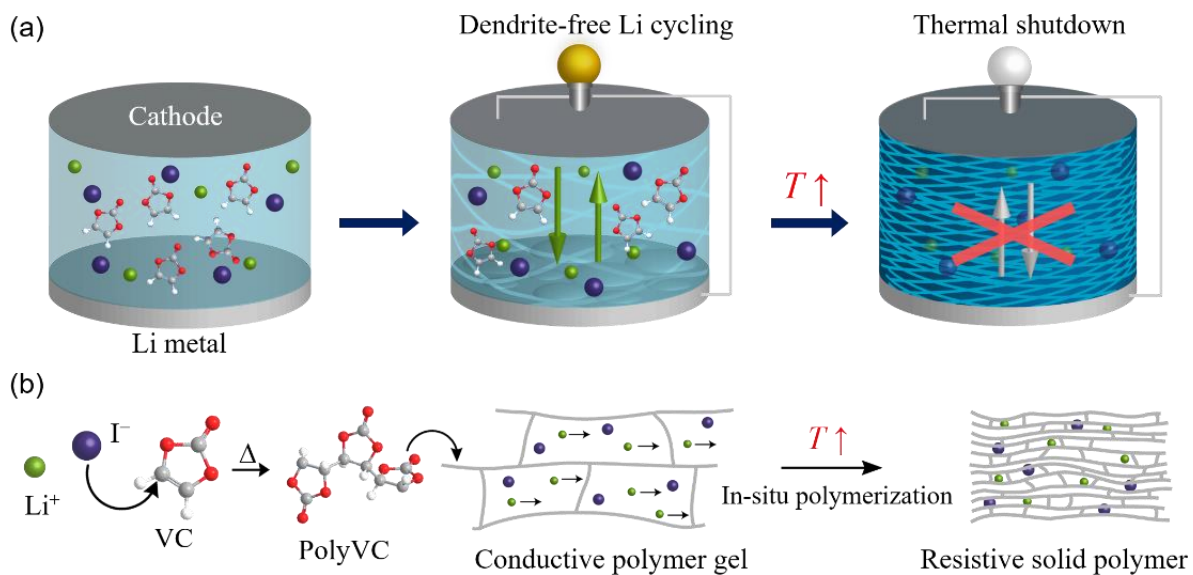 (a)
Dendrite-free Li cycling
Thermal shutdown
Cathode
T ↑
Li metal
(b)
I⁻
Li⁺
VC
Δ
PolyVC
Conductive polymer gel
T ↑
In-situ polymerization
Resistive solid polymer